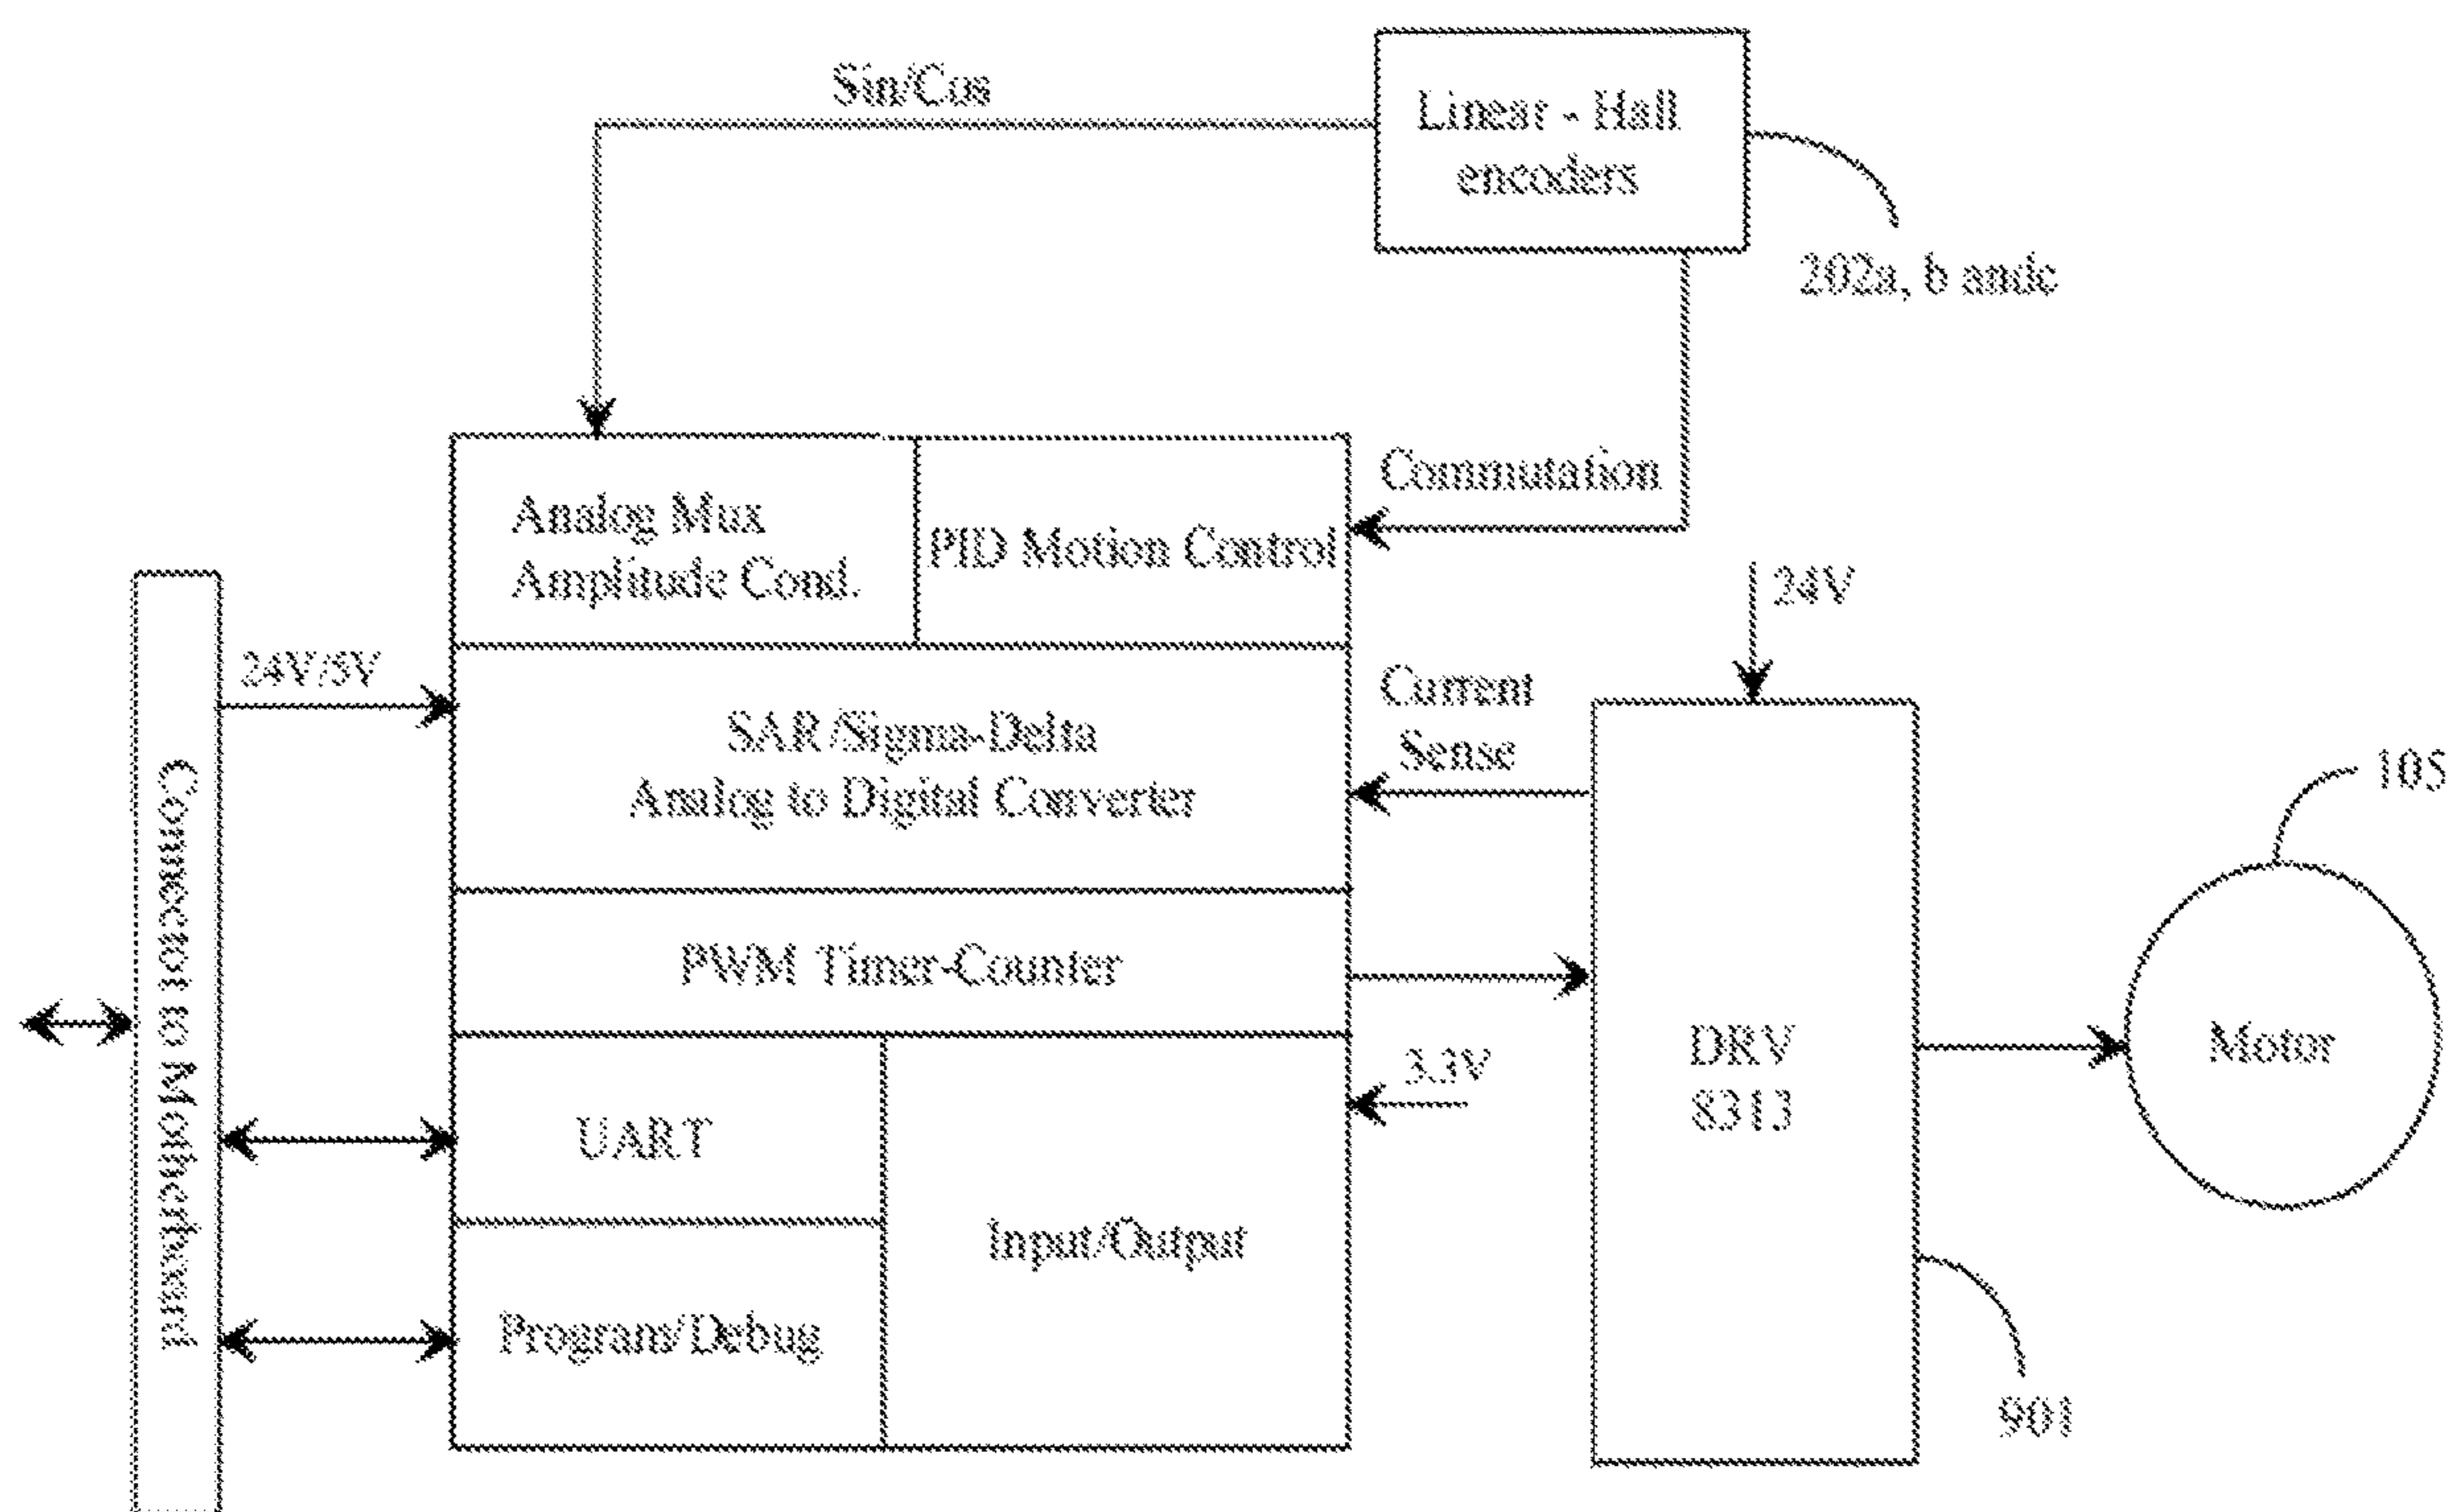 Sin/Cos
Linear - Hall
encoders
202a, b andc
Analog Mux
Amplitude Cond.
PID Motion Control
Commutation
24V
24V/5V
Current
Sense
SAR/Sigma-Delta
Analog to Digital Converter
105
Connection to Motherboard
PWM Timer-Counter
DRV
8313
Motor
3.3V
UART
Input/Output
Program/Debug
901